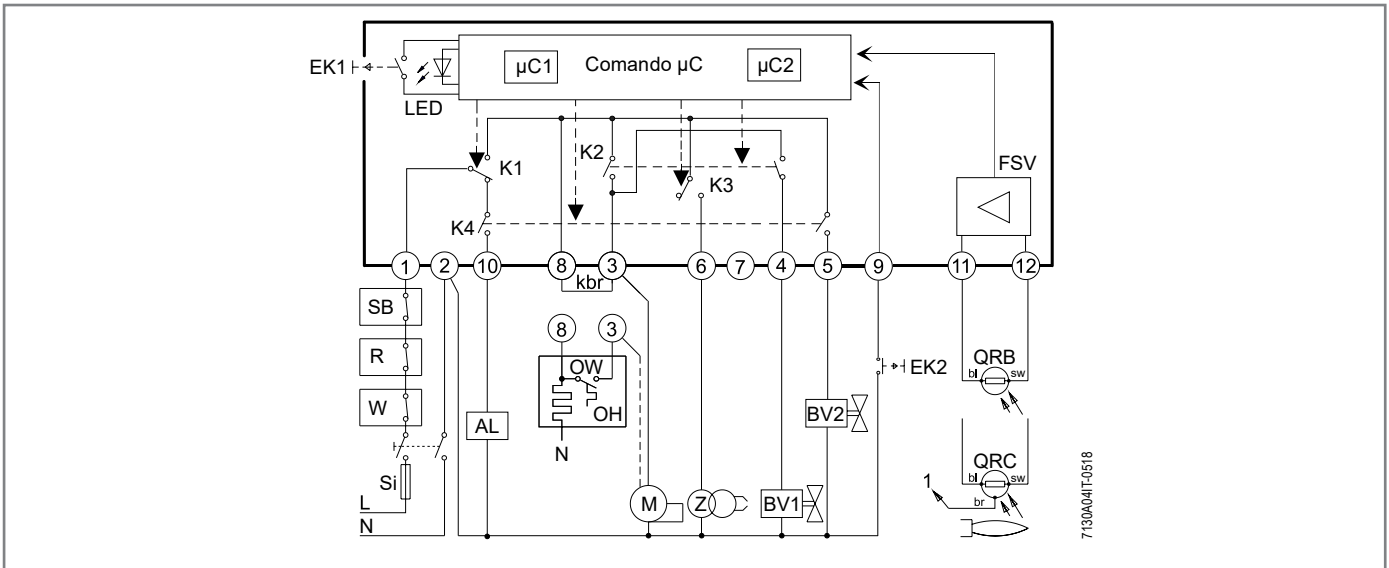 EK1
LED
µC1
Comando µC
µC2
K1
K2
K3
K4
FSV
1
2
10
8
3
6
7
4
5
9
11
12
kbr
SB
R
W
Si
L
N
AL
8
3
OW
OH
N
M
Z
BV1
BV2
EK2
QRB
bl
sw
QRC
bl
sw
br
1
7130A04IT-0518